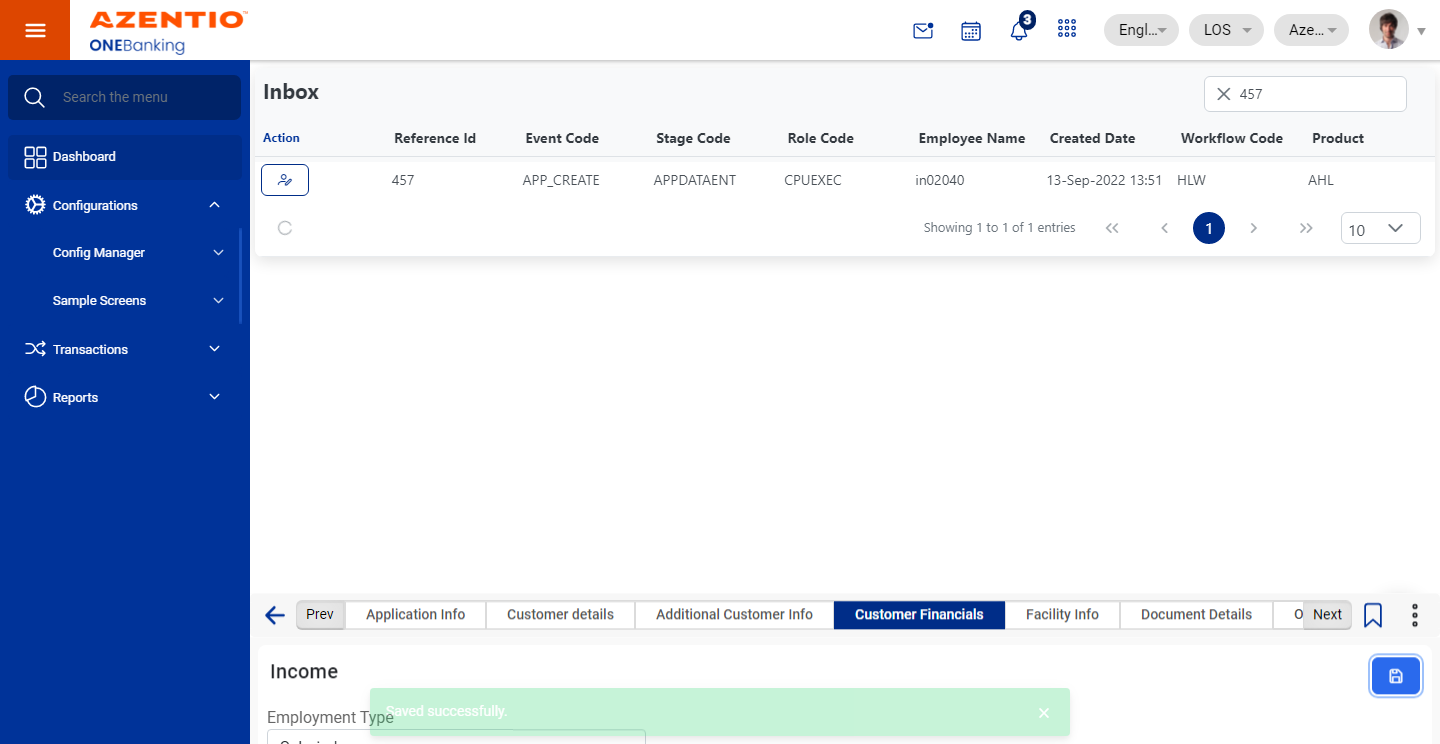 AZENTIO™
ONEBanking
3
Engl...
LOS
Aze...
Search the menu
Dashboard
Configurations
Config Manager
Sample Screens
Transactions
Reports
Inbox
457
Action Reference Id Event Code Stage Code Role Code Employee Name Created Date Workflow Code Product
457 APP_CREATE APPDATAENT CPUEXEC in02040 13-Sep-2022 13:51 HLW AHL
Showing 1 to 1 of 1 entries
1
10
Prev Application Info Customer details Additional Customer Info Customer Financials Facility Info Document Details O Next
Income
Saved successfully.
Employment Type